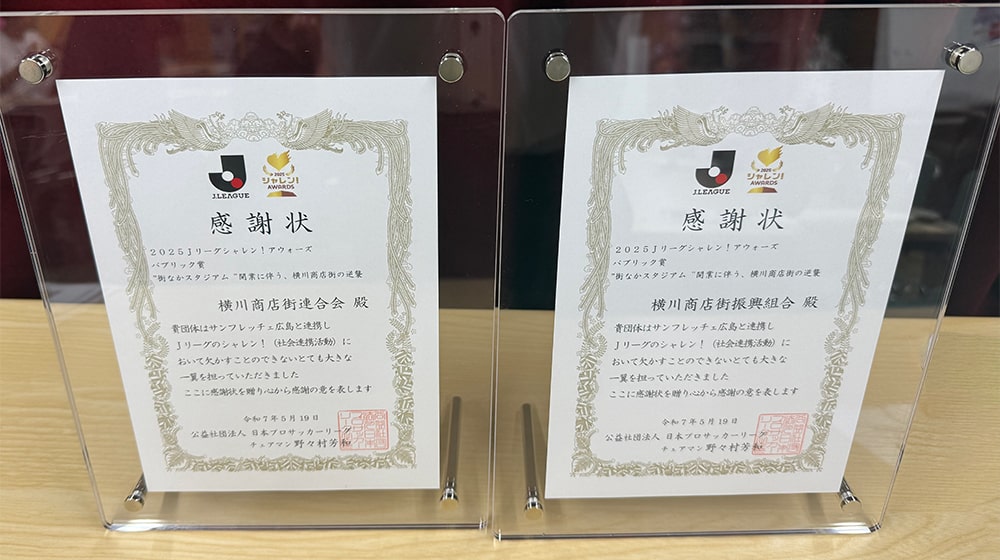 J.LEAGUE
2025
シャレン!
AWARDS
感謝状
2025Jリーグシャレン!アウォーズ
パブリック賞
"街なかスタジアム"開業に伴う、横川商店街の逆襲
横川商店街連合会 殿
貴団体はサンフレッチェ広島と連携し
Jリーグのシャレン!(社会連携活動)に
おいて欠かすことのできないとても大きな
一翼を担っていただきました
ここに感謝状を贈り心から感謝の意を表します
令和7年5月19日
公益社団法人 日本プロサッカーリーグ
チェアマン 野々村芳和
J.LEAGUE
2025
シャレン!
AWARDS
感謝状
2025Jリーグシャレン!アウォーズ
パブリック賞
"街なかスタジアム"開業に伴う、横川商店街の逆襲
横川商店街振興組合 殿
貴団体はサンフレッチェ広島と連携し
Jリーグのシャレン!(社会連携活動)に
おいて欠かすことのできないとても大きな
一翼を担っていただきました
ここに感謝状を贈り心から感謝の意を表します
令和7年5月19日
公益社団法人 日本プロサッカーリーグ
チェアマン 野々村芳和